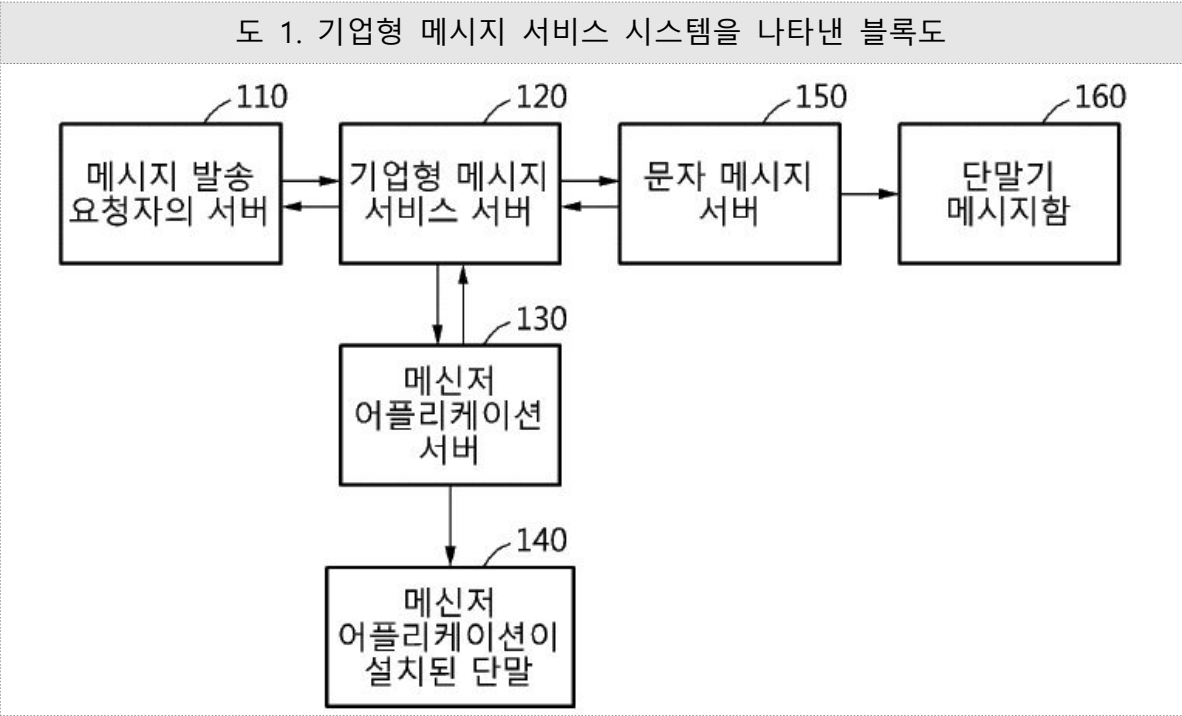 도 1. 기업형 메시지 서비스 시스템을 나타낸 블록도
110
메시지 발송
요청자의 서버
120
기업형 메시지
서비스 서버
150
문자 메시지
서버
160
단말기
메시지함
130
메신저
어플리케이션
서버
140
메신저
어플리케이션이
설치된 단말